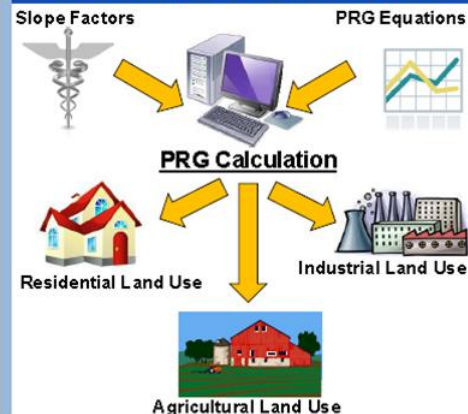 Slope Factors
PRG Equations
PRG Calculation
Residential Land Use
Industrial Land Use
Agricultural Land Use